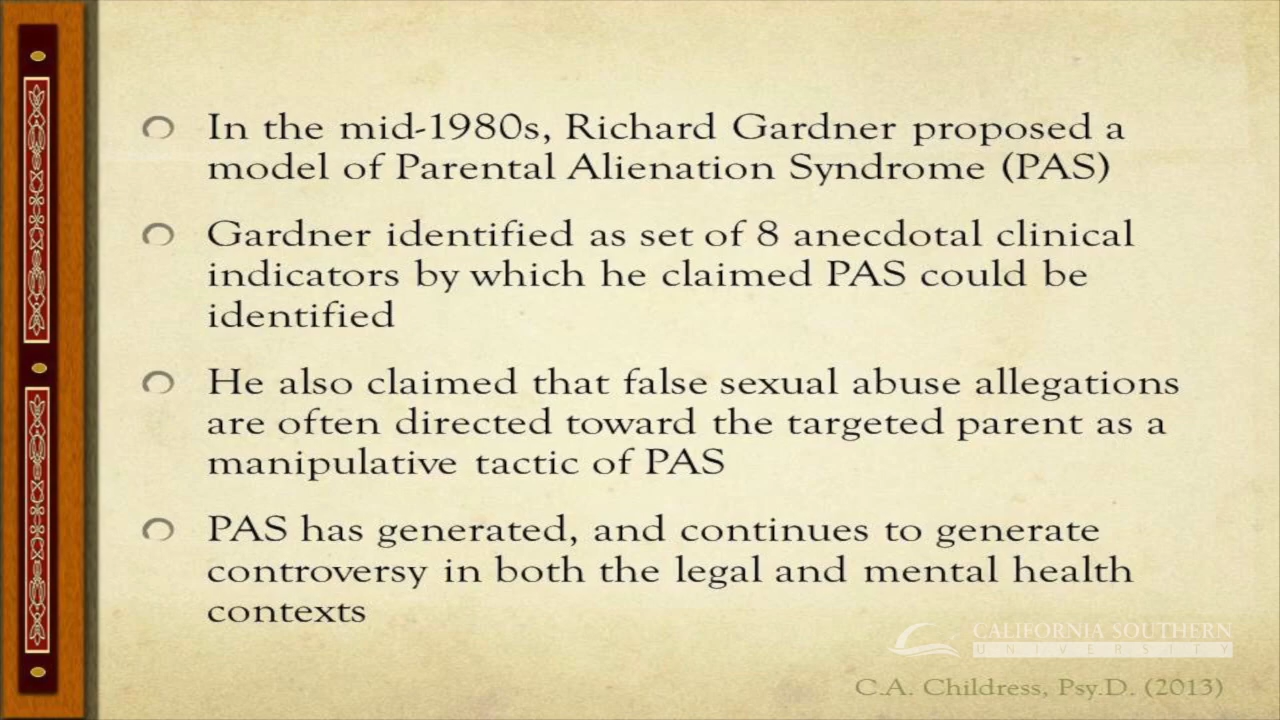 In the mid-1980s, Richard Gardner proposed a
model of Parental Alienation Syndrome (PAS)
Gardner identified as set of 8 anecdotal clinical
indicators by which he claimed PAS could be
identified
He also claimed that false sexual abuse allegations
are often directed toward the targeted parent as a
manipulative tactic of PAS
PAS has generated, and continues to generate
controversy in both the legal and mental health
contexts
CALIFORNIA SOUTHERN
UNIVERSITY
C.A. Childress, Psy.D. (2013)